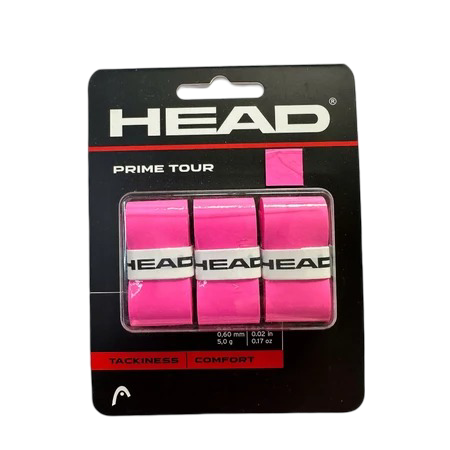 HEAD®
PRIME TOUR
HEAD HEAD HEAD
0,60 mm | 0.02 in
5,0 g | 0.17 oz
TACKINESS | COMFORT